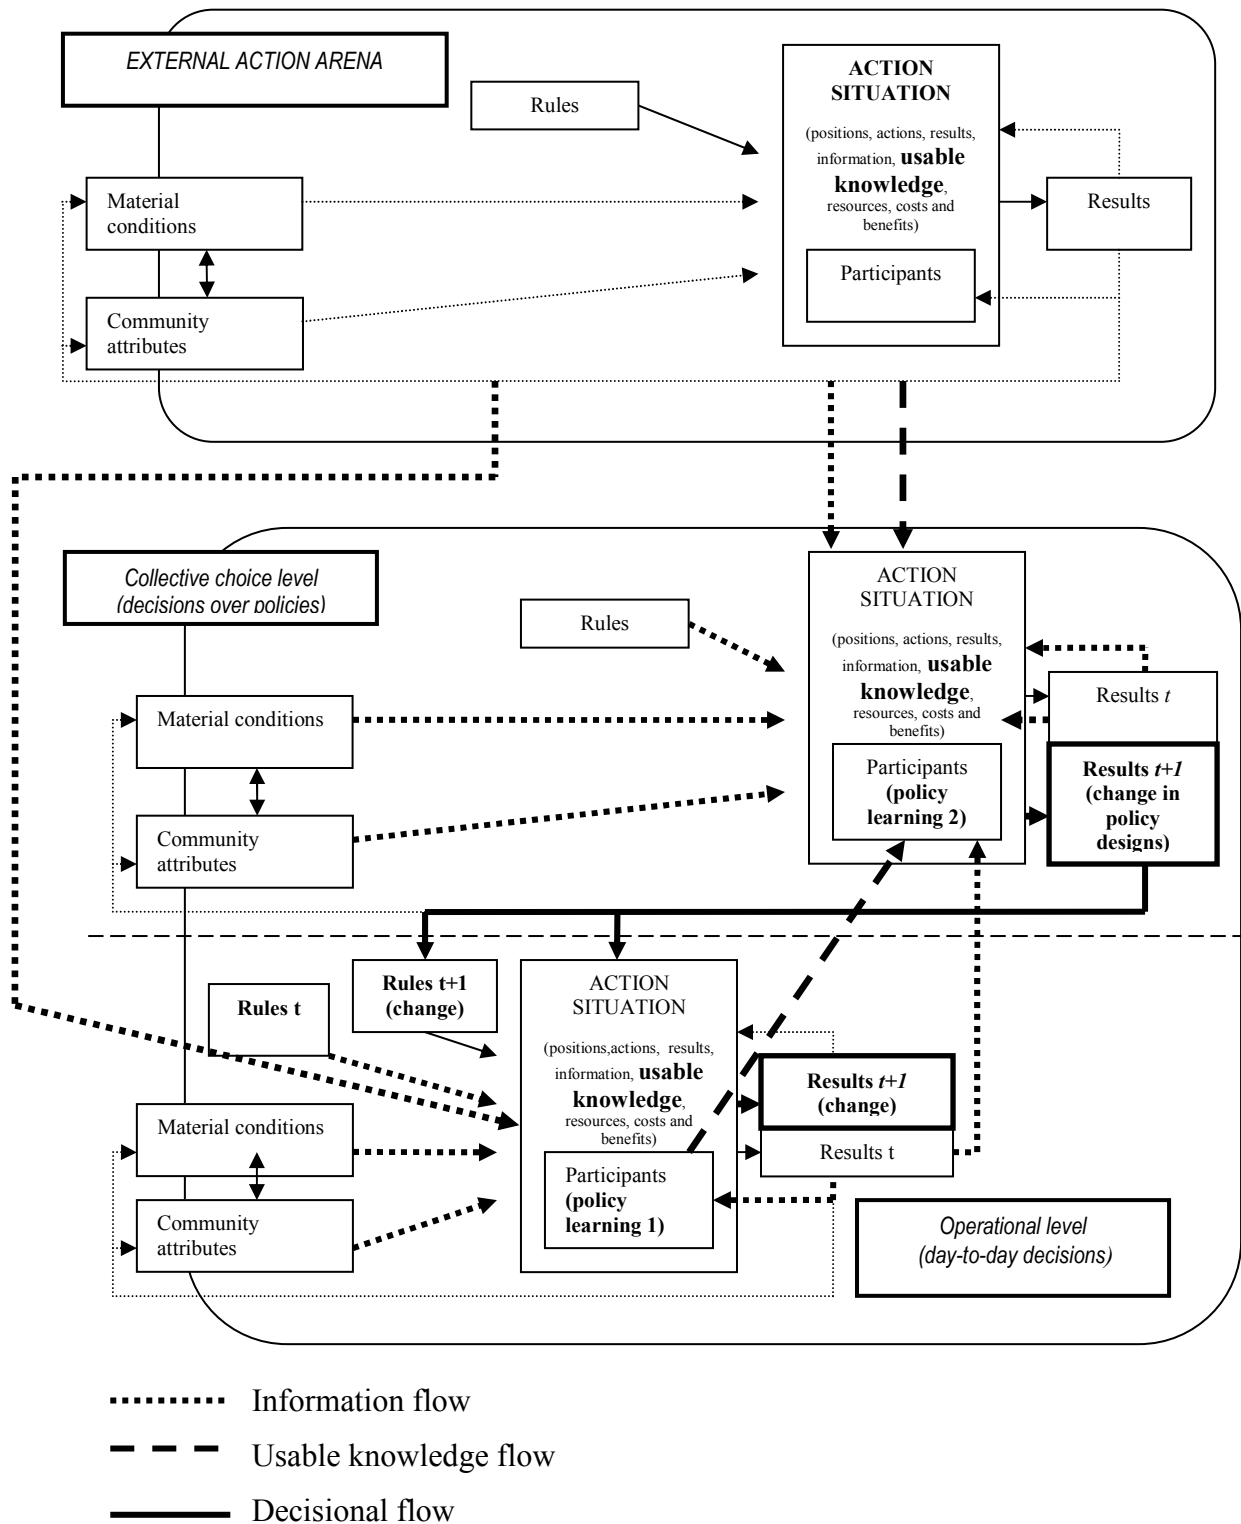 EXTERNAL ACTION ARENA
ACTION
SITUATION
(positions, actions, results,
information, usable
knowledge,
resources, costs and
benefits)
Rules
Material
conditions
Results
Participants
Community
attributes
Collective choice level
(decisions over policies)
ACTION
SITUATION
(positions, actions, results,
information, usable
knowledge,
resources, costs and
benefits)
Rules
Material conditions
Results t
Participants
(policy
learning 2)
Results t+1
(change in
policy
designs)
Community
attributes
Rules t
Rules t+1
(change)
ACTION
SITUATION
(positions,actions, results,
information, usable
knowledge,
resources, costs and
benefits)
Results t+1
(change)
Material conditions
Results t
Participants
(policy
learning 1)
Community
attributes
Operational level
(day-to-day decisions)
Information flow
Usable knowledge flow
Decisional flow